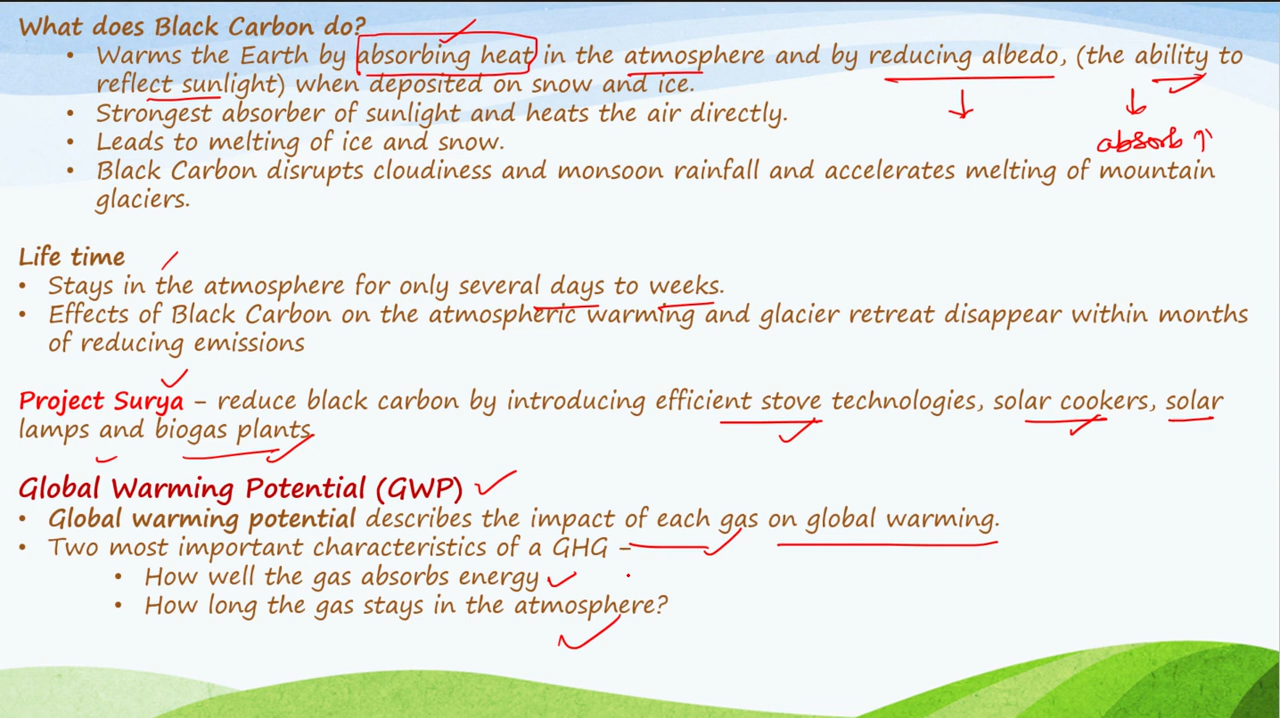 What does Black Carbon do?
• Warms the Earth by absorbing heat in the atmosphere and by reducing albedo, (the ability to
reflect sunlight) when deposited on snow and ice.
• Strongest absorber of sunlight and heats the air directly.
• Leads to melting of ice and snow.
absorb ↑
• Black Carbon disrupts cloudiness and monsoon rainfall and accelerates melting of mountain
glaciers.
Life time
• Stays in the atmosphere for only several days to weeks.
• Effects of Black Carbon on the atmospheric warming and glacier retreat disappear within months
of reducing emissions
Project Surya – reduce black carbon by introducing efficient stove technologies, solar cookers, solar
lamps and biogas plants
Global Warming Potential (GWP)
• Global warming potential describes the impact of each gas on global warming.
• Two most important characteristics of a GHG –
• How well the gas absorbs energy
• How long the gas stays in the atmosphere?